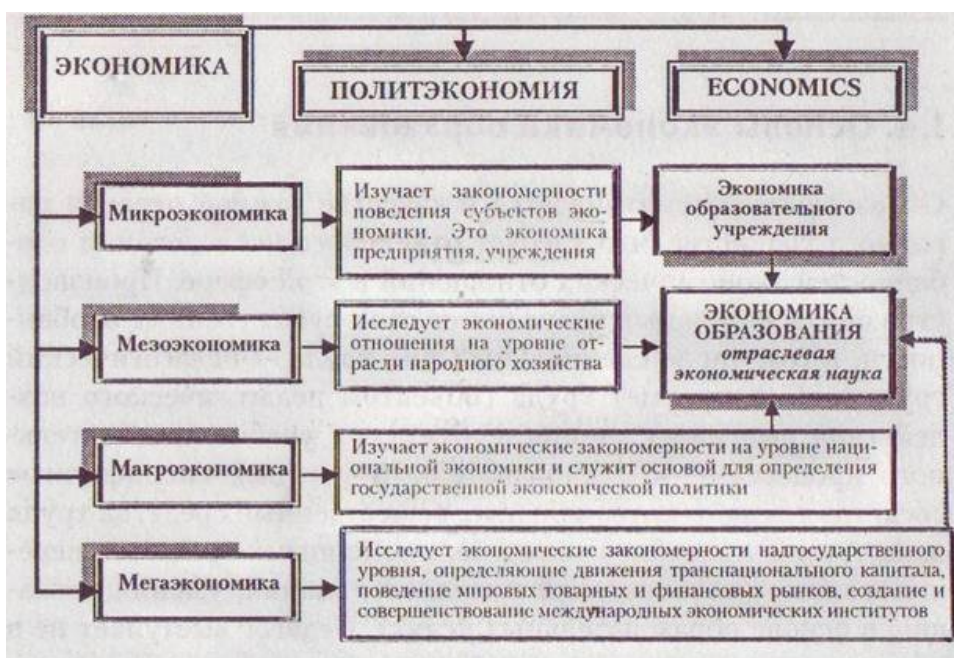 ЭКОНОМИКА
ПОЛИТЭКОНОМИЯ
ECONOMICS
Микроэкономика
Изучает закономерности
поведения субъектов эко-
номики. Это экономика
предприятия, учреждения
Экономика
образовательного
учреждения
Мезоэкономика
Исследует экономические
отношения на уровне от-
расли народного хозяйства
ЭКОНОМИКА
ОБРАЗОВАНИЯ
отраслевая
экономическая наука
Макроэкономика
Изучает экономические закономерности на уровне наци-
ональной экономики и служит основой для определения
государственной экономической политики
Мегаэкономика
Исследует экономические закономерности надгосударственного
уровня, определяющие движения транснационального капитала,
поведение мировых товарных и финансовых рынков, создание и
совершенствование международных экономических институтов